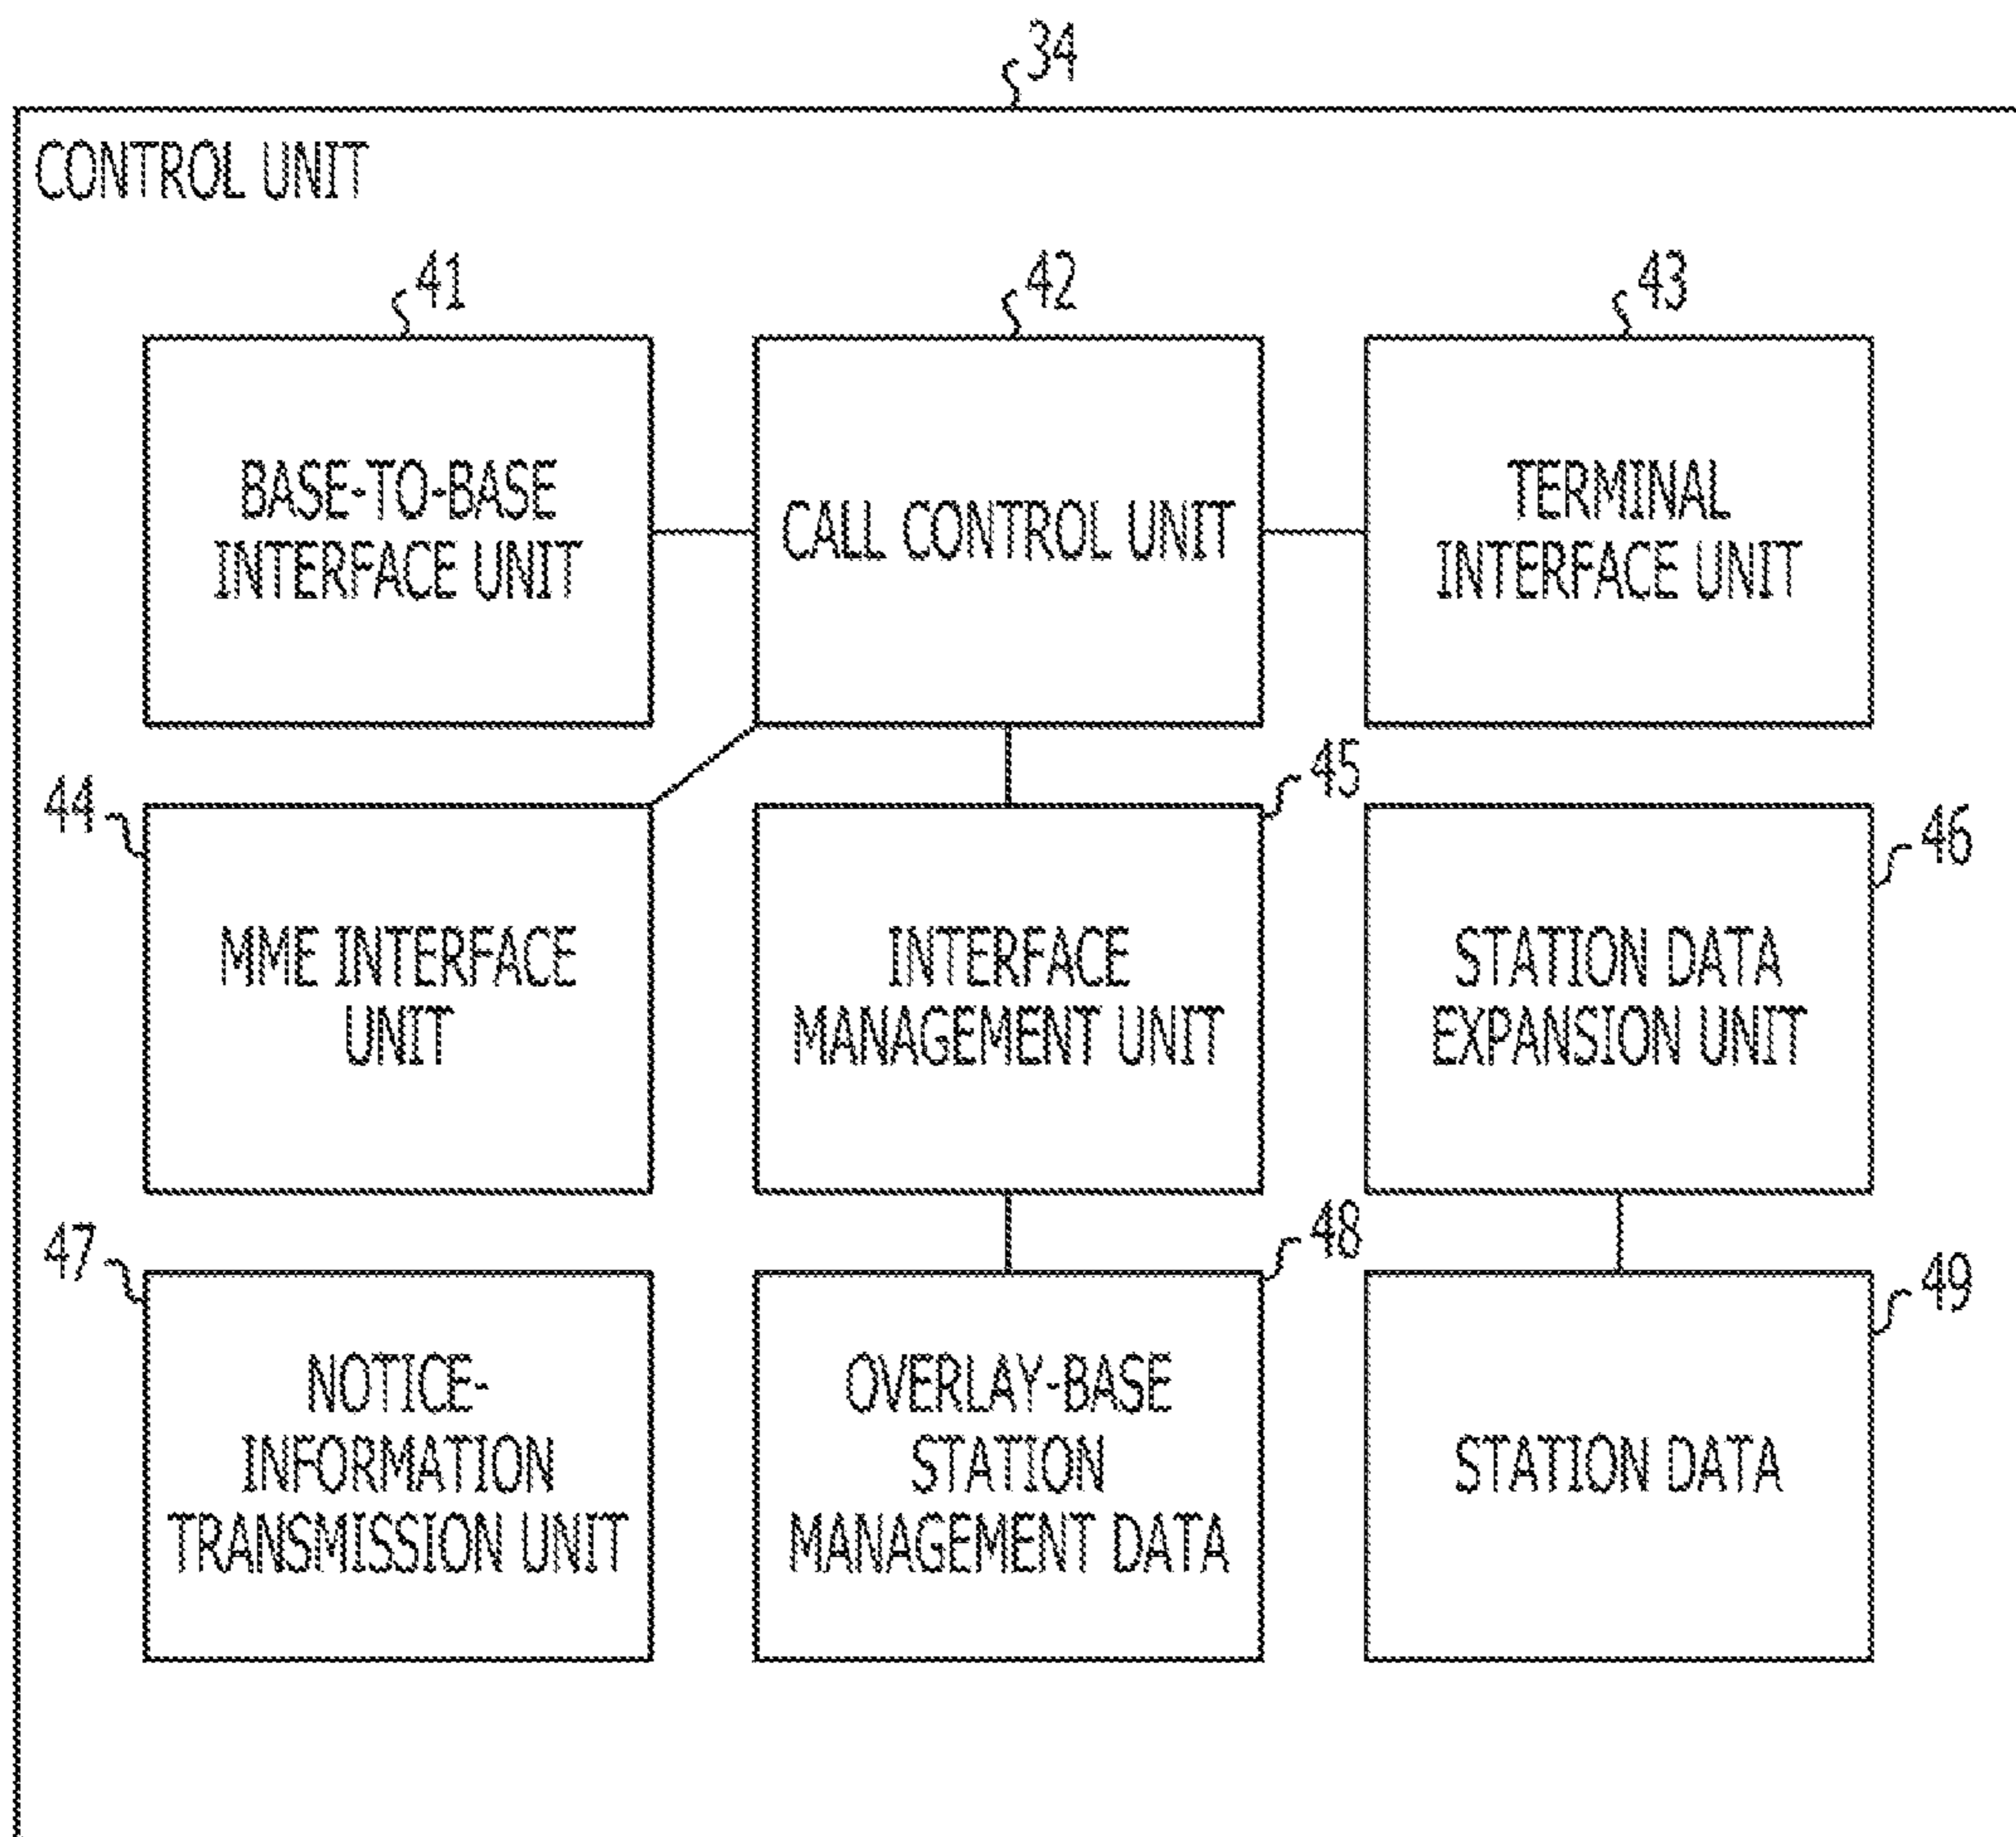 34
CONTROL UNIT
41
42
43
BASE-TO-BASE
INTERFACE UNIT
CALL CONTROL UNIT
TERMINAL
INTERFACE UNIT
44
45
46
MME INTERFACE
UNIT
INTERFACE
MANAGEMENT UNIT
STATION DATA
EXPANSION UNIT
47
48
49
NOTICE-
INFORMATION
TRANSMISSION UNIT
OVERLAY-BASE
STATION
MANAGEMENT DATA
STATION DATA